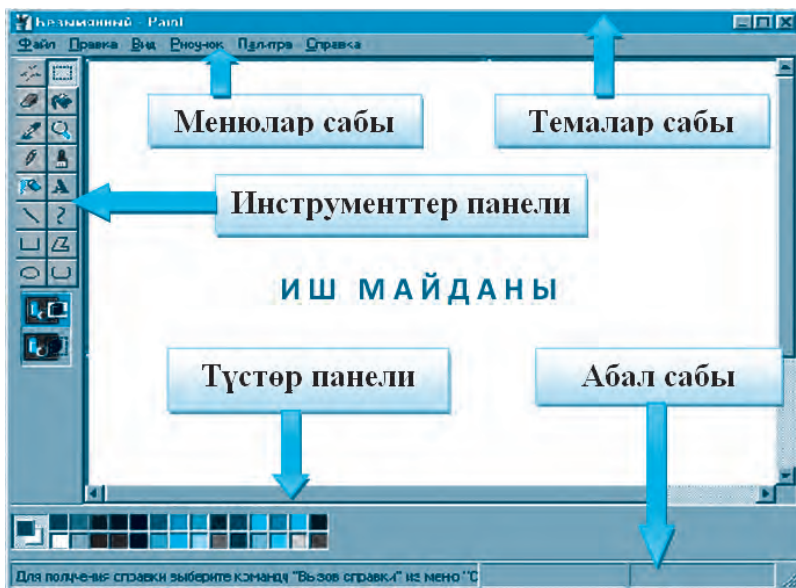 Безымянный - Paint
Файл Правка Вид Рисунок Палитра Справка
Менюлар сабы
Темалар сабы
A
Инструменттер панели
ИШ МАЙДАНЫ
Түстөр панели
Абал сабы
Для получения справки выберите команду "Вызов справки" из меню "С